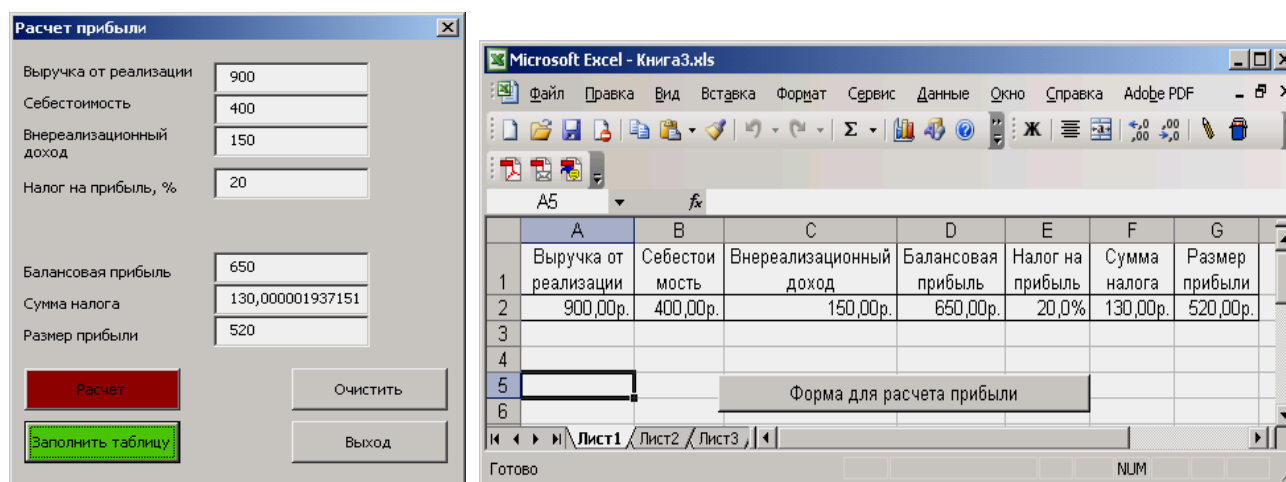 Расчет прибыли
Выручка от реализации 900
Себестоимость 400
Внереализационный
доход 150
Налог на прибыль, % 20
Балансовая прибыль 650
Сумма налога 130,000001937151
Размер прибыли 520
Расчет Очистить
Заполнить таблицу Выход
Microsoft Excel - Книга3.xls
Файл Правка Вид Вставка Формат Сервис Данные Окно Справка Adobe PDF
A5 fx
A B C D E F G
Выручка от Себестои Внереализационный Балансовая Налог на Сумма Размер
1 реализации мость доход прибыль прибыль налога прибыли
2 900,00р. 400,00р. 150,00р. 650,00р. 20,0% 130,00р. 520,00р.
3
4
5 Форма для расчета прибыли
6
Лист1 Лист2 Лист3
Готово NUM